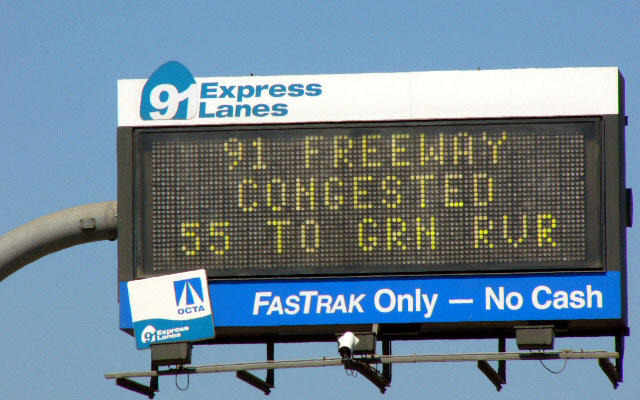 91 Express
Lanes
91 FREEWAY
CONGESTED
55 TO GRN RVR
FASTRAK Only — No Cash
OCTA
91 Express
Lanes